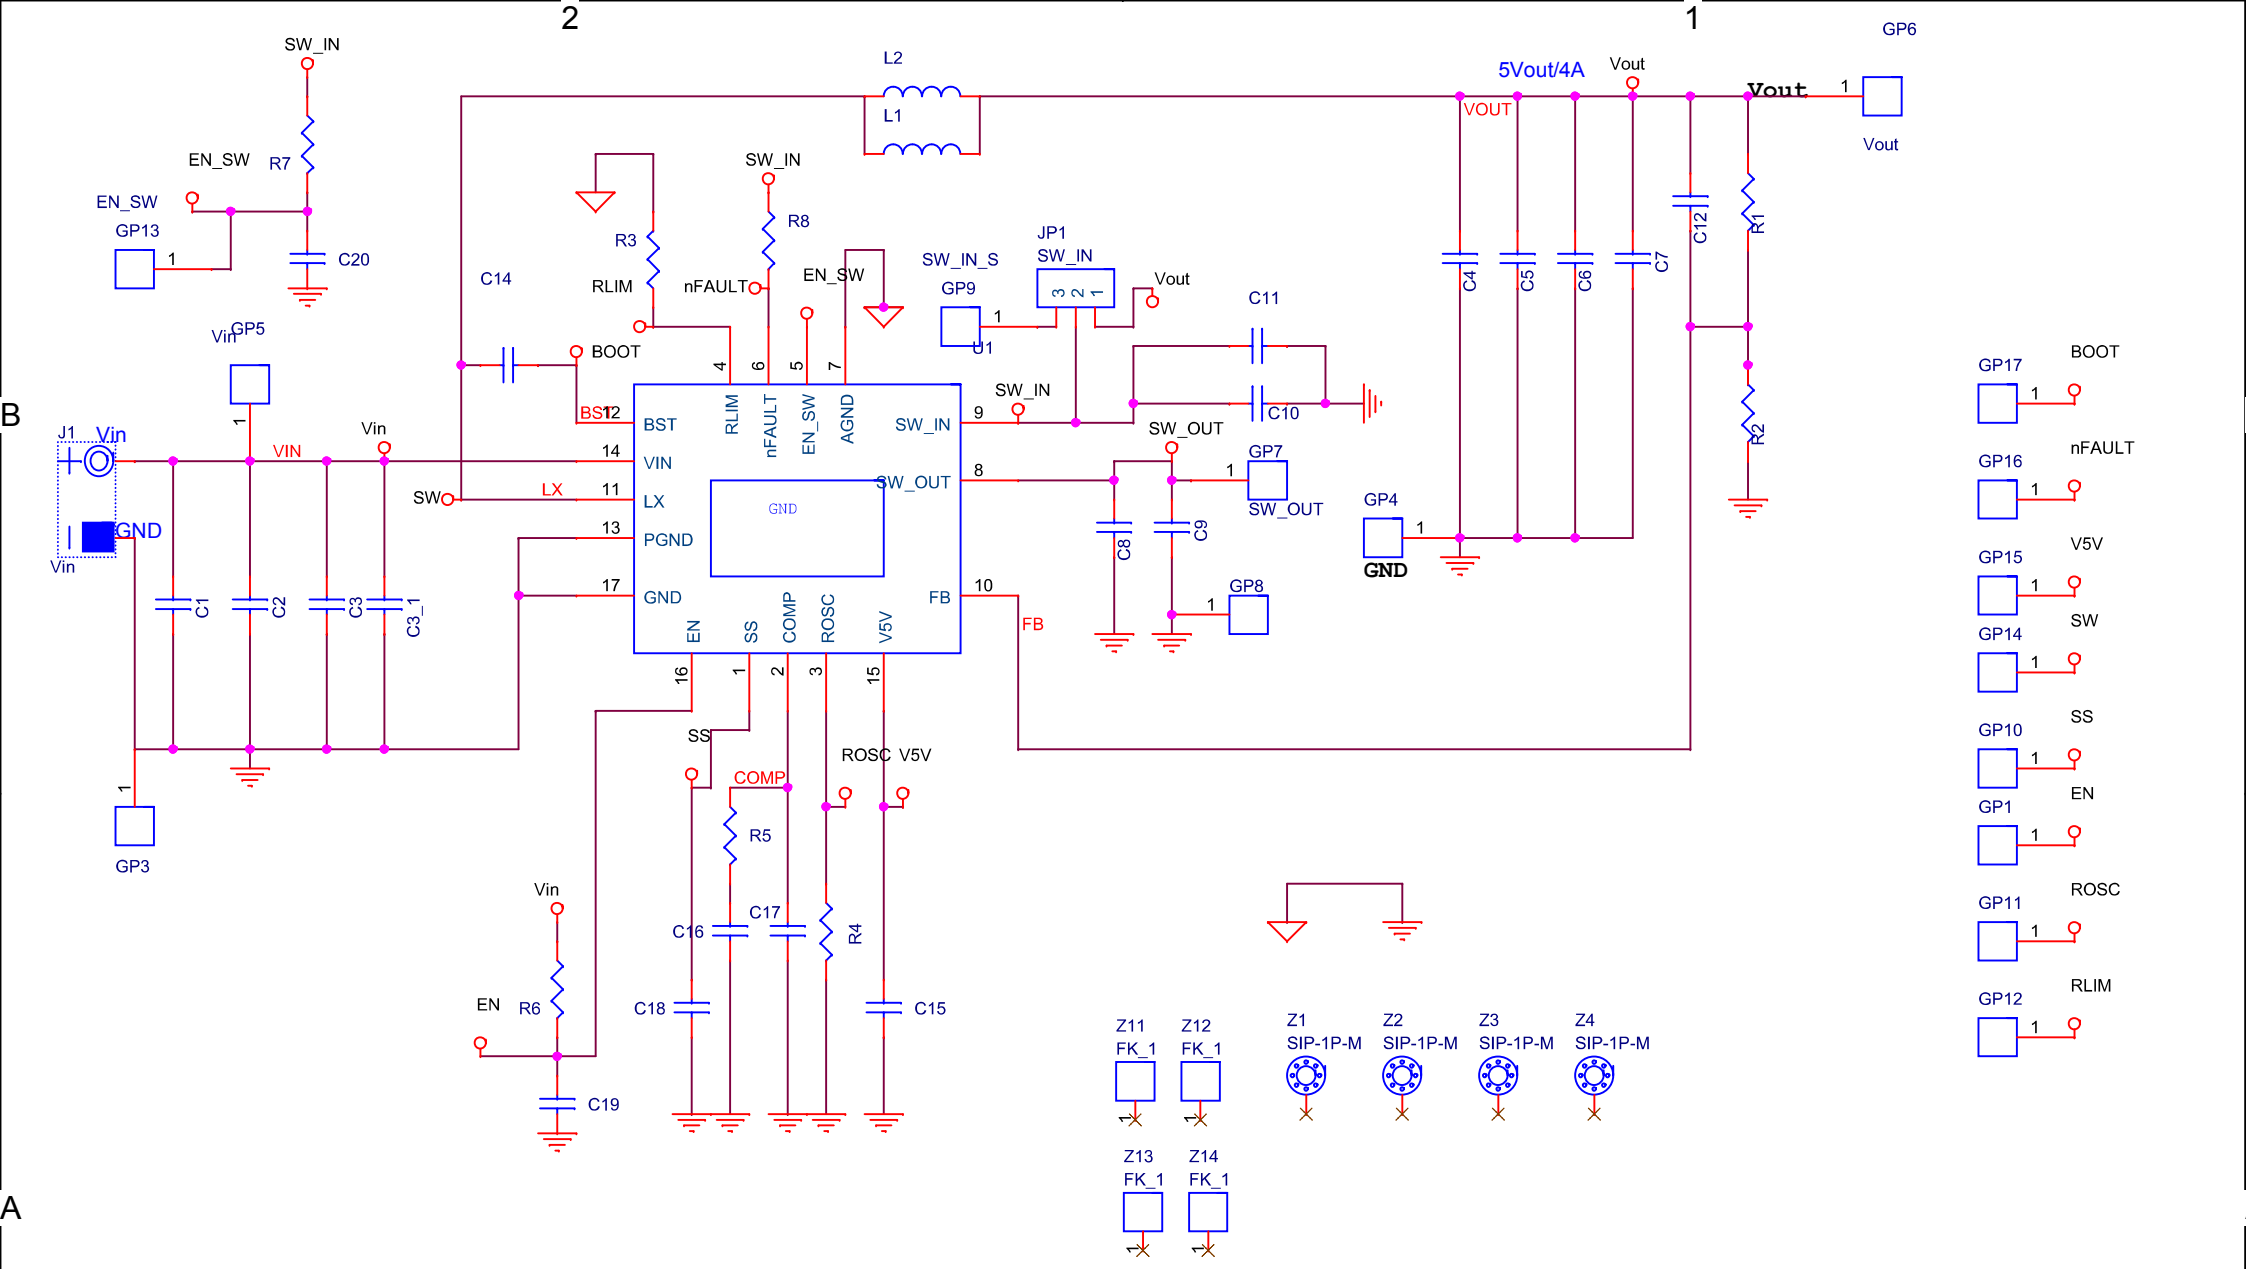 2
1
SW_IN
L2
GP6
5Vout/4A
Vout
Vout
1
VOUT
L1
Vout
EN_SW
R7
SW_IN
EN_SW
GP13
1
C20
R3
R8
C12
R1
JP1
SW_IN
SW_IN_S
GP9
3
2
1
Vout
C14
RLIM
nFAULT
EN_SW
C11
C4
C5
C6
C7
1
U1
Vin
GP5
BOOT
4
6
5
7
GP17
BOOT
1
B
1
BST
12
BST
RLIM
nFAULT
EN_SW
AGND
SW_IN
9
SW_IN
C10
R2
J1
Vin
VIN
Vin
14
VIN
SW_OUT
GP7
GP16
nFAULT
1
SW
LX
11
LX
SW_OUT
8
1
SW_OUT
GND
GP4
1
GND
GND
Vin
13
PGND
C8
C9
GP15
V5V
1
C1
C2
C3
C3_1
17
GND
FB
10
FB
GP8
1
EN
SS
COMP
ROSC
V5V
SW
GP14
1
16
1
2
3
15
SS
ROSC
V5V
COMP
SS
GP10
1
1
GP3
R5
EN
GP1
1
Vin
C16
C17
R4
ROSC
GP11
1
EN
R6
C18
C15
RLIM
GP12
1
C19
Z11
FK_1
1
Z12
FK_1
1
Z1
SIP-1P-M
Z2
SIP-1P-M
Z3
SIP-1P-M
Z4
SIP-1P-M
Z13
FK_1
1
Z14
FK_1
1
A